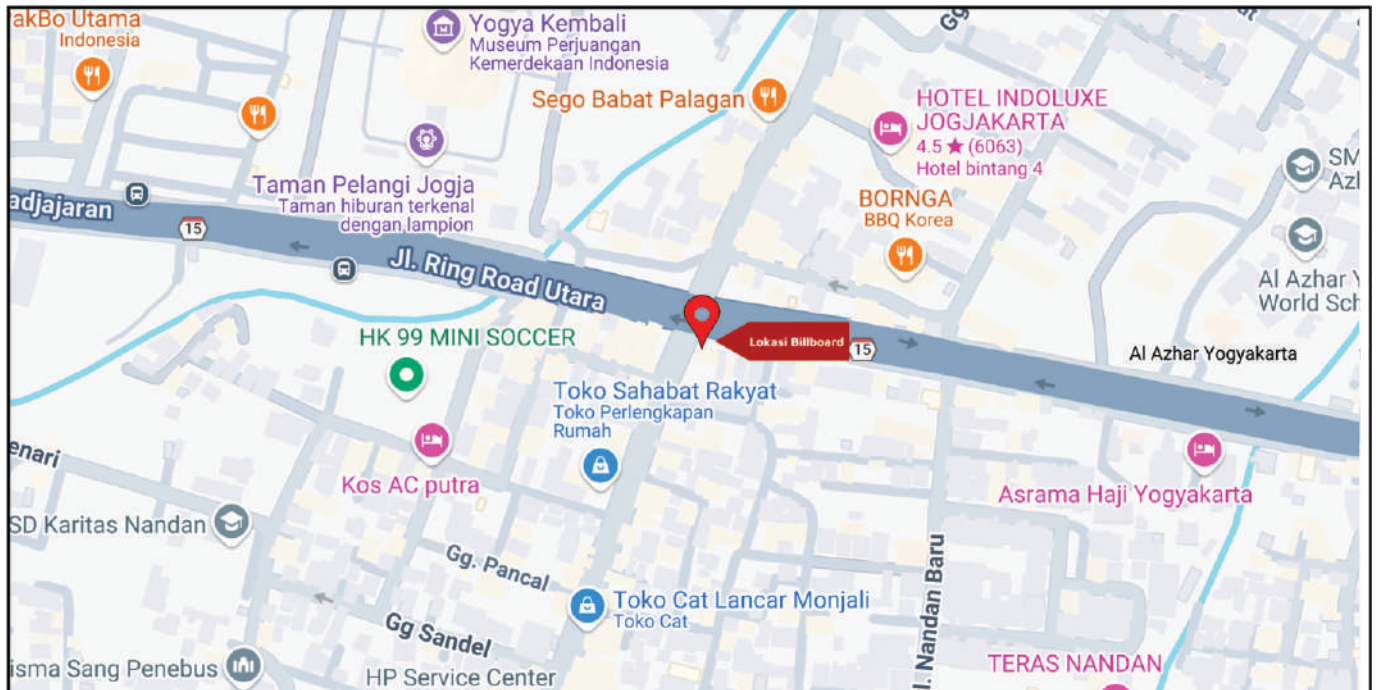 akBo Utama
Indonesia
Yogya Kembali
Museum Perjuangan
Kemerdekaan Indonesia
Gg.
Sego Babat Palagan
HOTEL INDOLUXE
JOGJAKARTA
4.5 ★ (6063)
Hotel bintang 4
SM
Azl
Taman Pelangi Jogja
Taman hiburan terkenal
dengan lampion
BORNGA
BBQ Korea
adjajaran
15
Jl. Ring Road Utara
Al Azhar Y
World Sch
HK 99 MINI SOCCER
Lokasi Billboard
15
Al Azhar Yogyakarta
Toko Sahabat Rakyat
Toko Perlengkapan
Rumah
enari
Kos AC putra
Asrama Haji Yogyakarta
SD Karitas Nandan
Gg. Pancal
Jl. Nandan Baru
Toko Cat Lancar Monjali
Toko Cat
Gg Sandel
isma Sang Penebus
HP Service Center
TERAS NANDAN